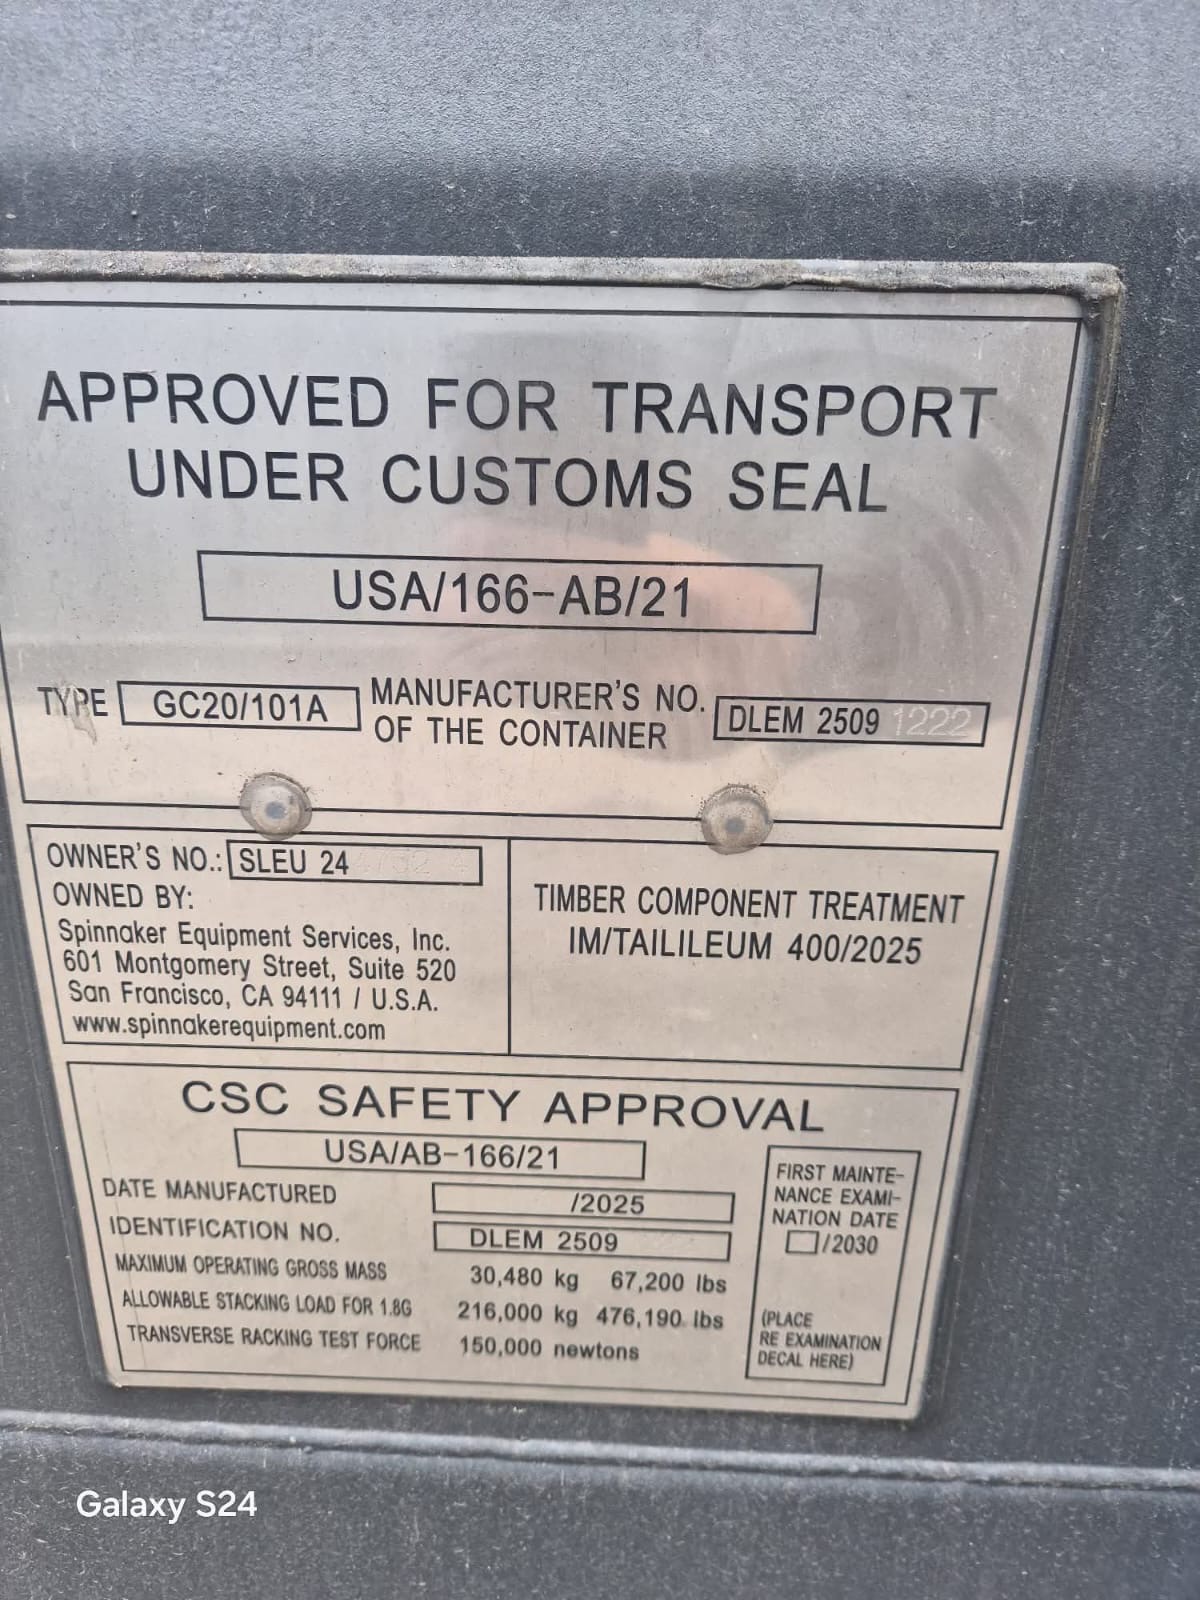 APPROVED FOR TRANSPORT
UNDER CUSTOMS SEAL
USA/166-AB/21
TYPE GC20/101A MANUFACTURER'S NO. OF THE CONTAINER DLEM 2509 1222
OWNER'S NO.: SLEU 24
OWNED BY:
Spinnaker Equipment Services, Inc.
601 Montgomery Street, Suite 520
San Francisco, CA 94111 / U.S.A.
www.spinnakerequipment.com
TIMBER COMPONENT TREATMENT
IM/TAILILEUM 400/2025
CSC SAFETY APPROVAL
USA/AB-166/21
DATE MANUFACTURED /2025
IDENTIFICATION NO. DLEM 2509
MAXIMUM OPERATING GROSS MASS 30,480 kg 67,200 lbs
ALLOWABLE STACKING LOAD FOR 1.8G 216,000 kg 476,190 lbs
TRANSVERSE RACKING TEST FORCE 150,000 newtons
FIRST MAINTE-
NANCE EXAMI-
NATION DATE
/2030
(PLACE
RE EXAMINATION
DECAL HERE)
Galaxy S24